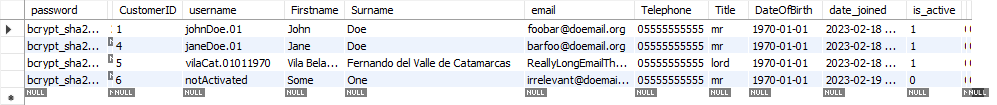 password CustomerID username Firstname Surname email Telephone Title DateOfBirth date_joined is_active
bcrypt_sha2... 1 johnDoe.01 John Doe foobar@doemail.org 05555555555 mr 1970-01-01 2023-02-18 ... 1
bcrypt_sha2... 4 janeDoe.01 Jane Doe barfoo@doemail.org 05555555555 mr 1970-01-01 2023-02-18 ... 1
bcrypt_sha2... 5 vilaCat.01011970 Vila Bela... Fernando del Valle de Catamarcas ReallyLongEmailTh... 05555555555 lord 1970-01-01 2023-02-18 ... 1
bcrypt_sha2... 6 notActivated Some One irrelevant@doemai... 05555555555 mr 1970-01-01 2023-02-19 ... 0
NULL NULL NULL NULL NULL NULL NULL NULL NULL NULL NULL